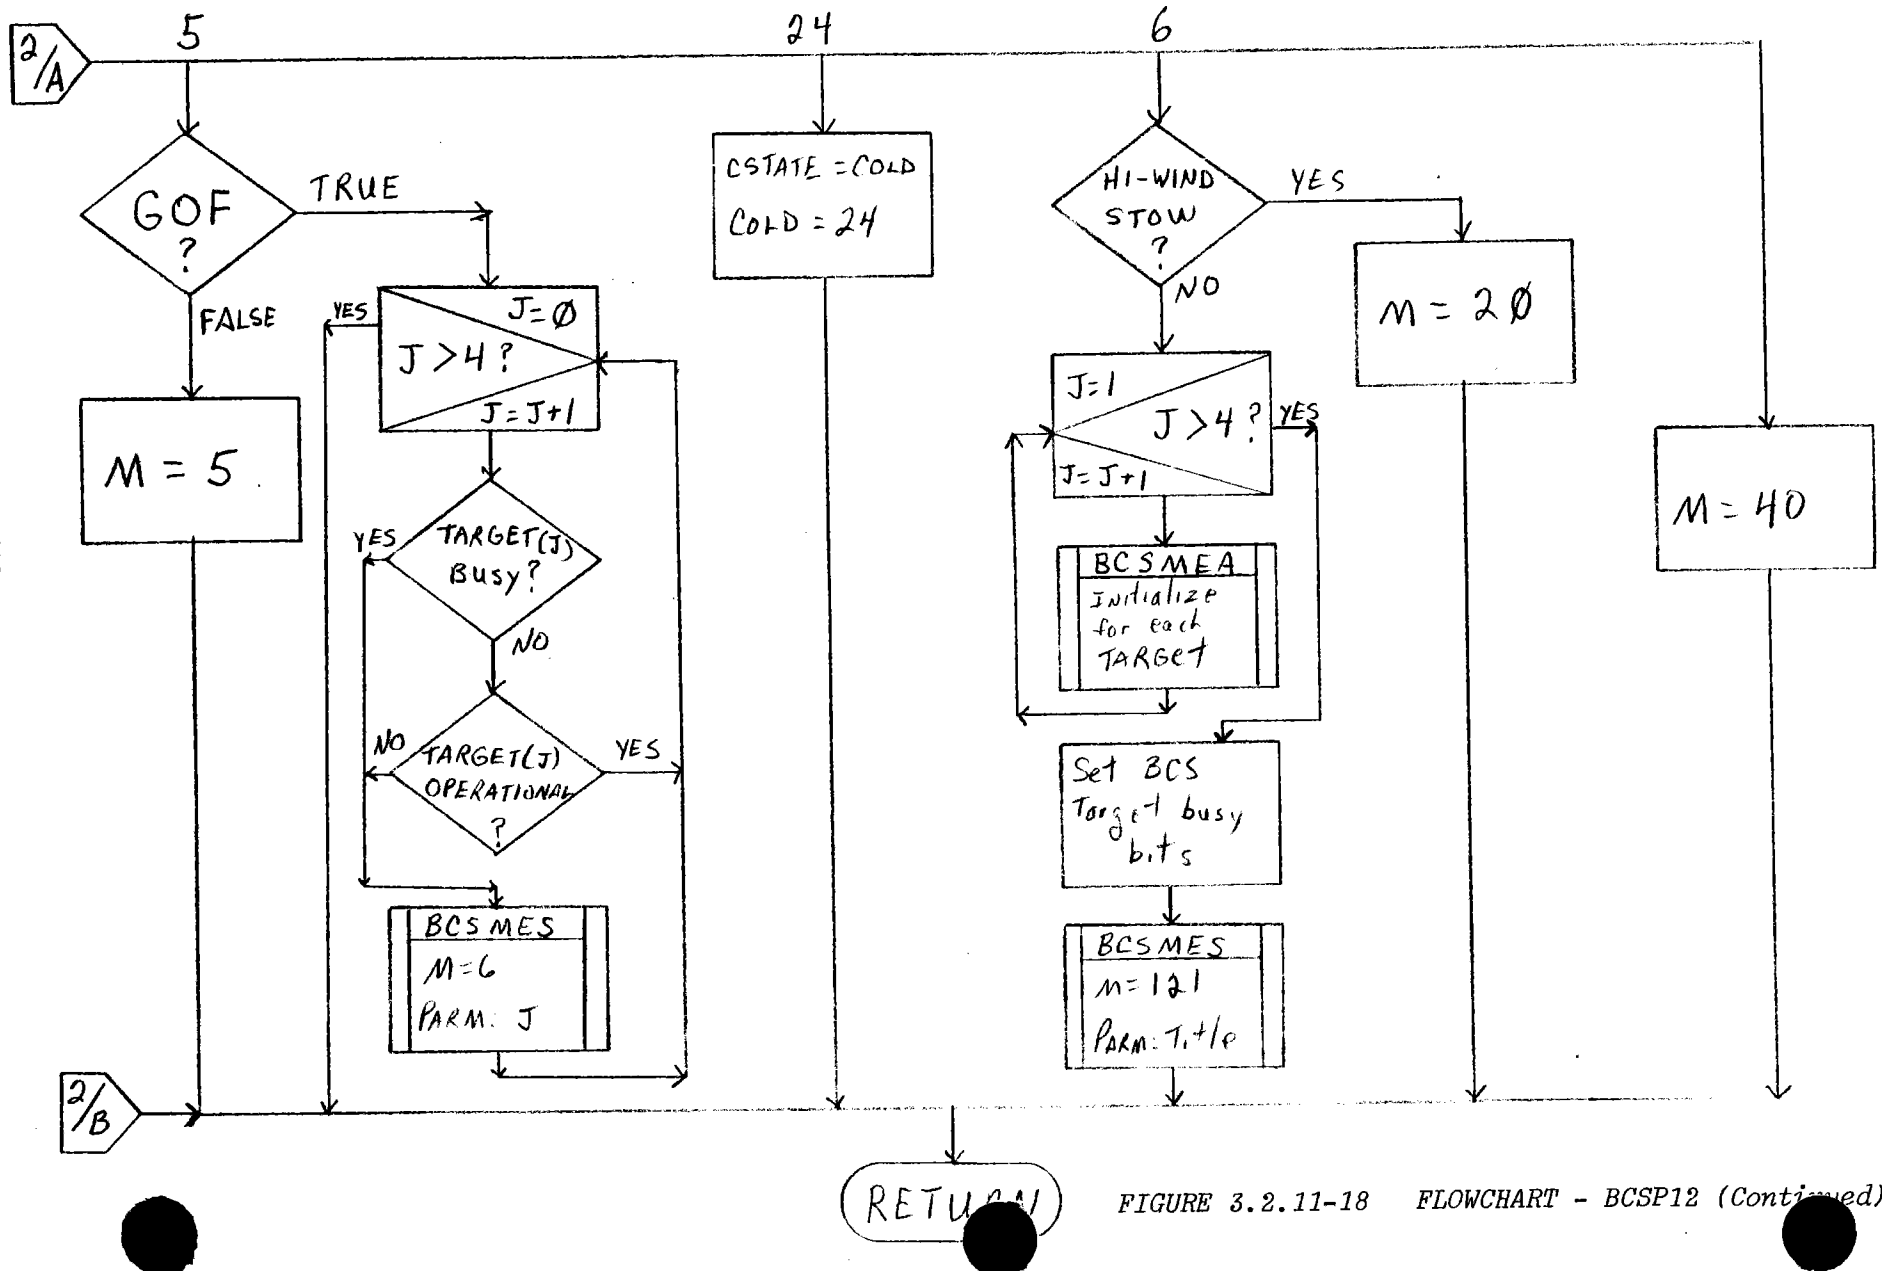 2/A
5
24
6
GOF
?
TRUE
FALSE
M = 5
J=Ø
J > 4 ?
J = J+1
YES
TARGET(J)
BUSY?
YES
NO
TARGET(J)
OPERATIONAL
?
NO
YES
BCSMES
M=6
PARM: J
CSTATE = COLD
COLD = 24
HI-WIND
STOW
?
YES
NO
M = 2Ø
J=1
J > 4 ?
J = J+1
YES
BCSMEA
Initialize
for each
TARGet
Set BCS
Target busy
bits
BCSMES
M=121
PARM: Title
M = 40
2/B
RETURN
FIGURE 3.2.11-18 FLOWCHART - BCSP12 (Continued)